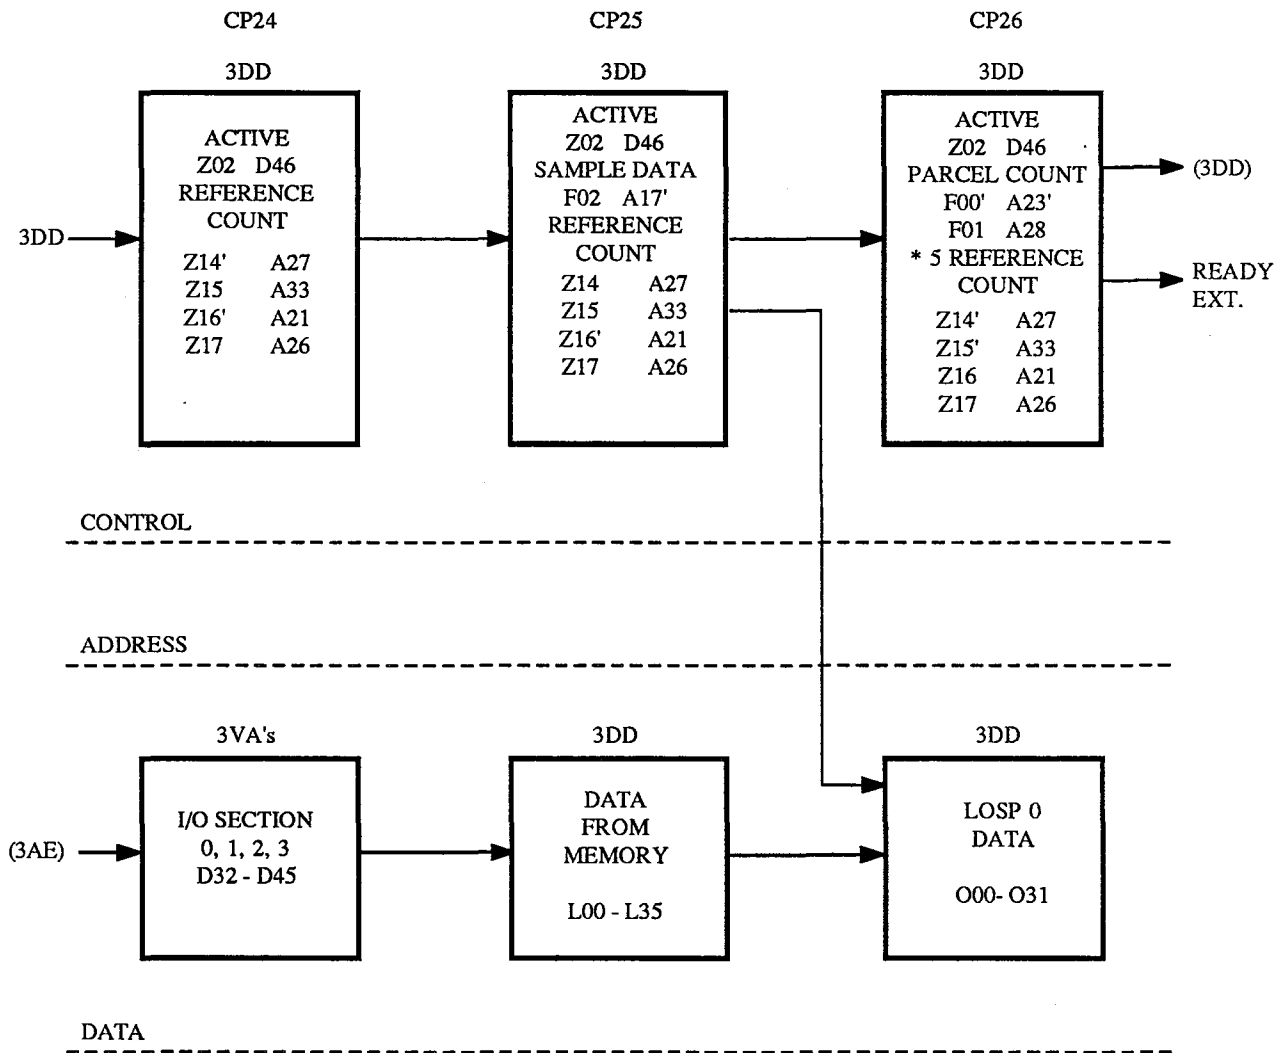 CP24
CP25
CP26
3DD
3DD
3DD
3DD
ACTIVE
Z02 D46
REFERENCE
COUNT
Z14' A27
Z15 A33
Z16' A21
Z17 A26
ACTIVE
Z02 D46
SAMPLE DATA
F02 A17'
REFERENCE
COUNT
Z14 A27
Z15 A33
Z16' A21
Z17 A26
ACTIVE
Z02 D46
PARCEL COUNT
F00' A23'
F01 A28
* 5 REFERENCE
COUNT
Z14' A27
Z15' A33
Z16 A21
Z17 A26
(3DD)
READY
EXT.
CONTROL
ADDRESS
3VA's
3DD
3DD
(3AE)
I/O SECTION
0, 1, 2, 3
D32 - D45
DATA
FROM
MEMORY
L00 - L35
LOSP 0
DATA
O00- O31
DATA